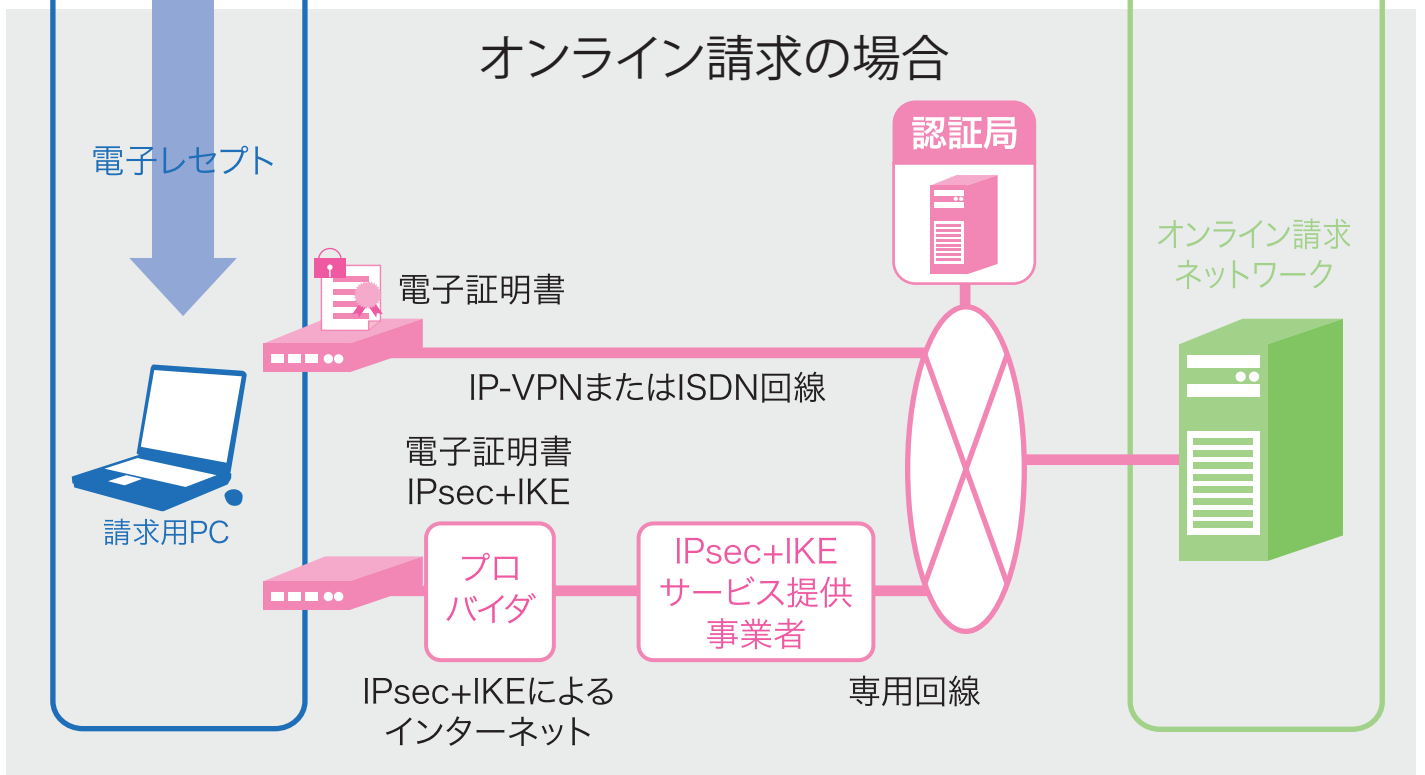 オンライン請求の場合
電子レセプト
認証局
オンライン請求
ネットワーク
電子証明書
IP-VPNまたはISDN回線
電子証明書
IPsec+IKE
請求用PC
プロ
バイダ
IPsec+IKE
サービス提供
事業者
IPsec+IKEによる
インターネット
専用回線